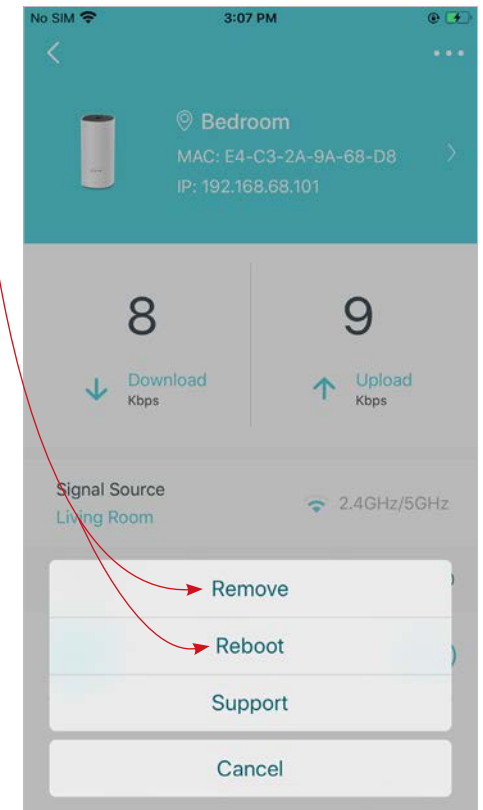 No SIM 3:07 PM
Bedroom
MAC: E4-C3-2A-9A-68-D8
IP: 192.168.68.101
8 9
Download Upload
Kbps Kbps
Signal Source
2.4GHz/5GHz
Living Room
Remove
Reboot
Support
Cancel